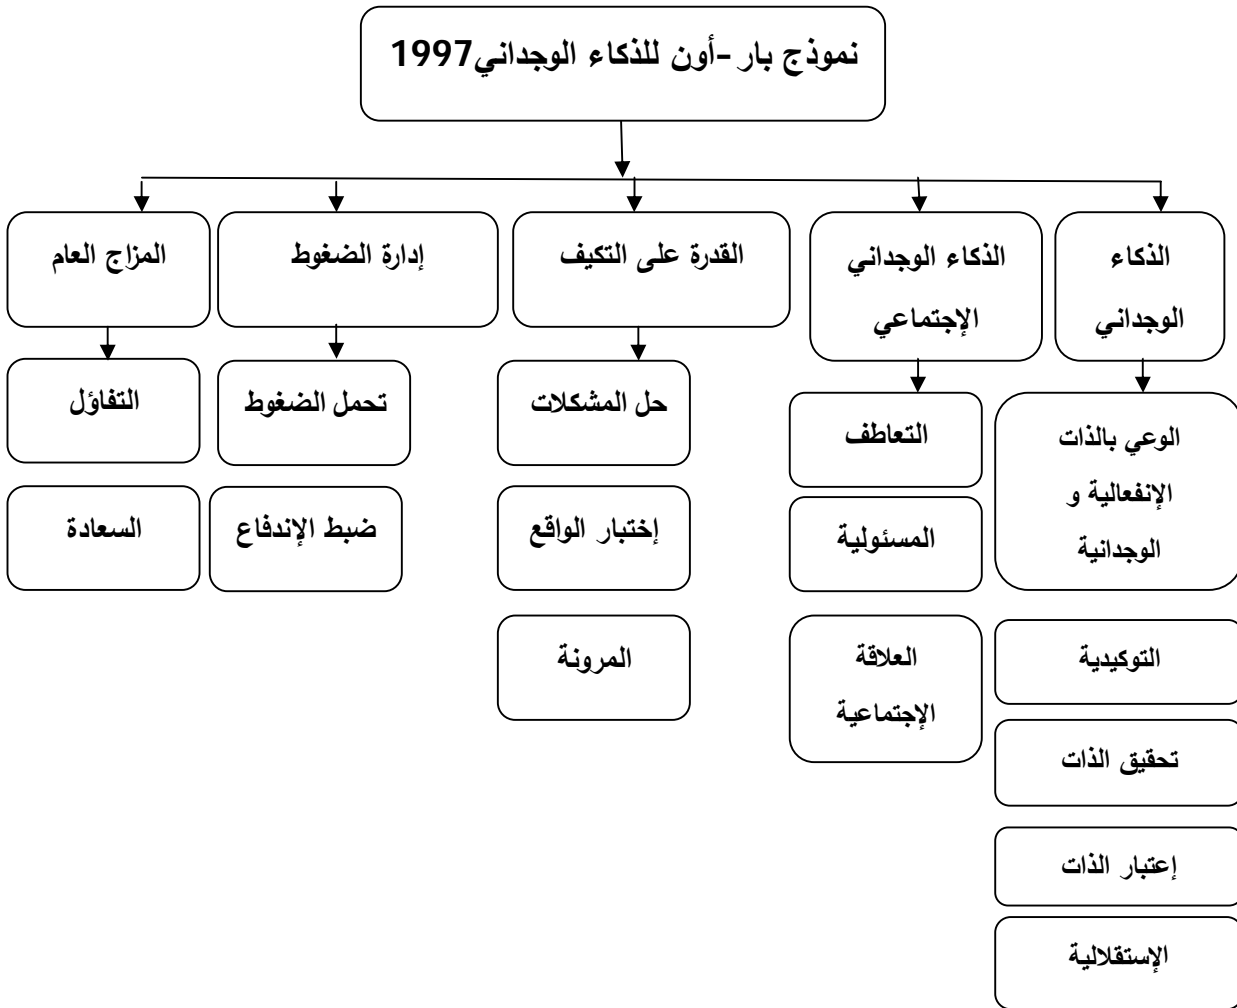 نموذج بار -أون للذكاء الوجداني1997
الذكاء
الوجداني
الذكاء الوجداني
الإجتماعي
القدرة على التكيف
إدارة الضغوط
المزاج العام
الوعي بالذات
الإنفعالية و
الوجدانية
التوكيدية
تحقيق الذات
إعتبار الذات
الإستقلالية
التعاطف
المسئولية
العلاقة
الإجتماعية
حل المشكلات
إختبار الواقع
المرونة
تحمل الضغوط
ضبط الإندفاع
التفاؤل
السعادة